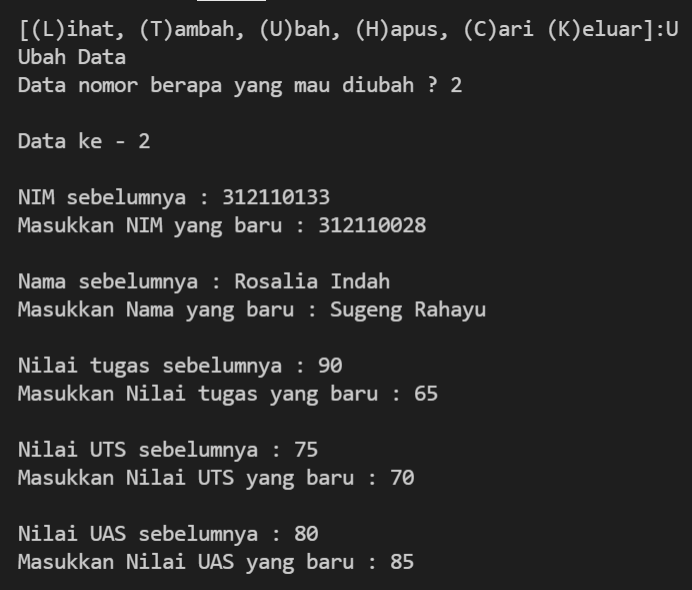 [(L)ihat, (T)ambah, (U)bah, (H)apus, (C)ari (K)eluar]:U
Ubah Data
Data nomor berapa yang mau diubah ? 2
Data ke - 2
NIM sebelumnya : 312110133
Masukkan NIM yang baru : 312110028
Nama sebelumnya : Rosalia Indah
Masukkan Nama yang baru : Sugeng Rahayu
Nilai tugas sebelumnya : 90
Masukkan Nilai tugas yang baru : 65
Nilai UTS sebelumnya : 75
Masukkan Nilai UTS yang baru : 70
Nilai UAS sebelumnya : 80
Masukkan Nilai UAS yang baru : 85